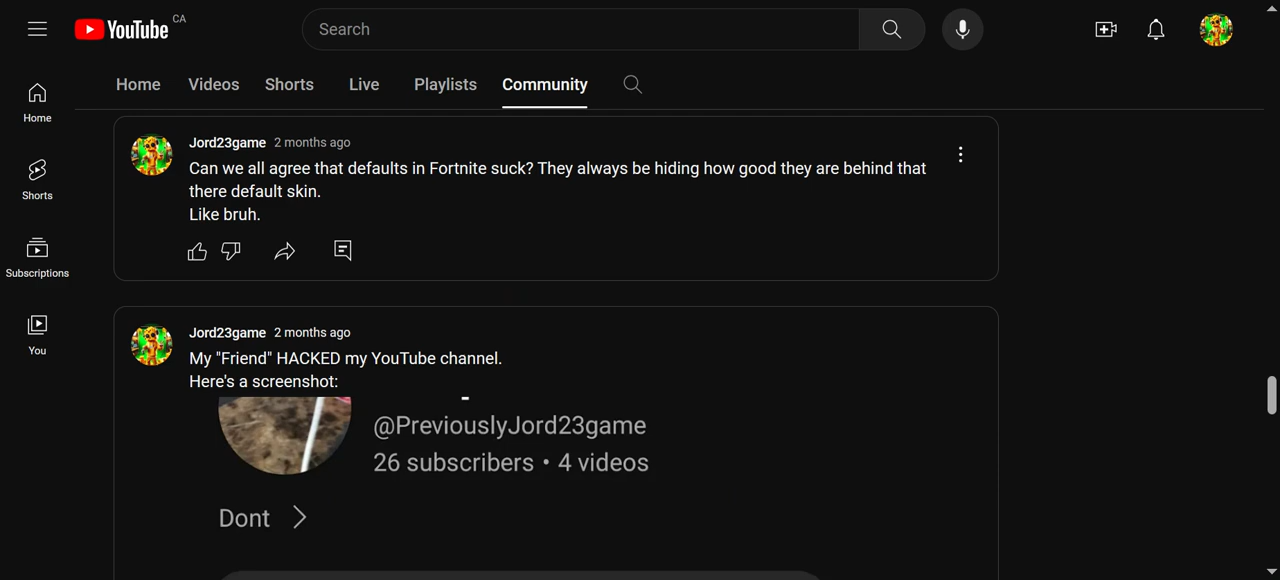 YouTube CA
Search
Home Videos Shorts Live Playlists Community
Home
Shorts
Subscriptions
You
Jord23game 2 months ago
Can we all agree that defaults in Fortnite suck? They always be hiding how good they are behind that
there default skin.
Like bruh.
Jord23game 2 months ago
My "Friend" HACKED my YouTube channel.
Here's a screenshot:
@PreviouslyJord23game
26 subscribers • 4 videos
Dont